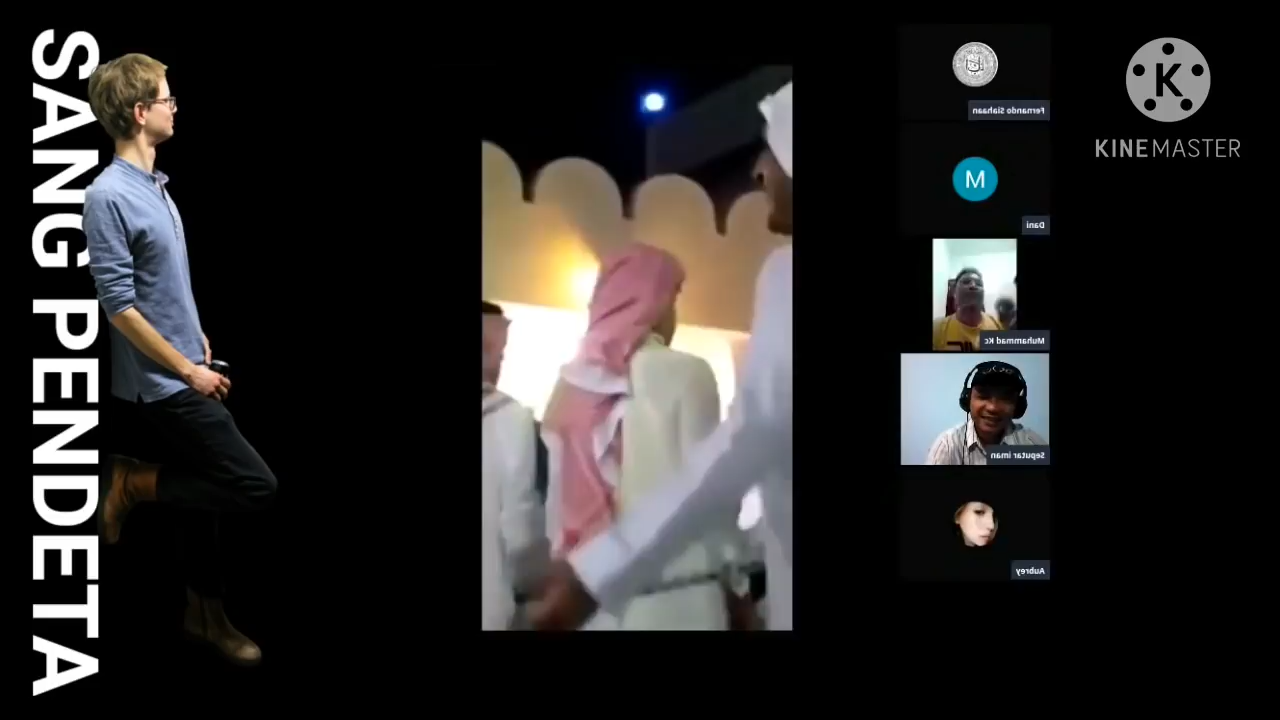 SANG PENDETA
Fernando Siahaan
M
Dani
Muhammad Kc
Seputar iman
Aubrey
K
KINEMASTER